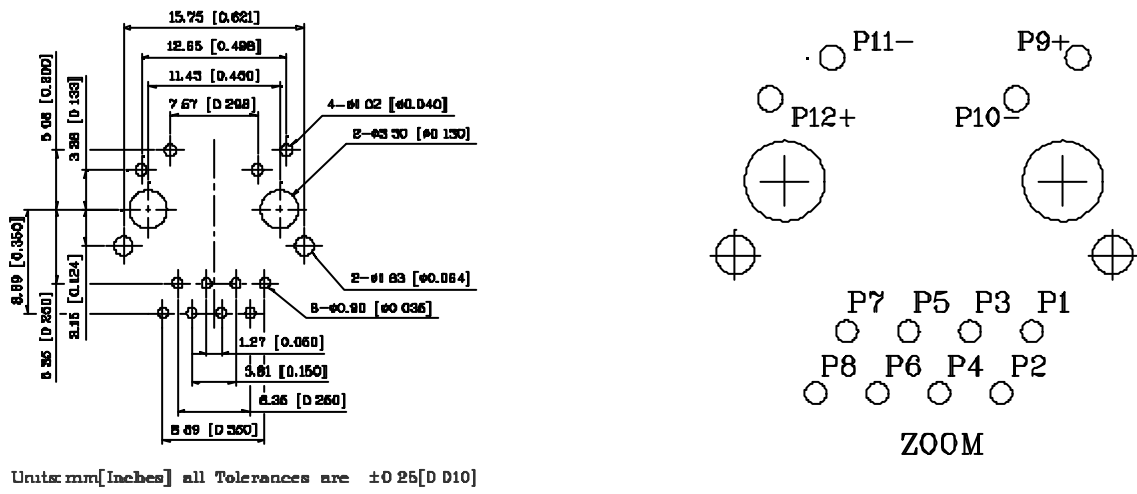 15.75 [0.621]
12.65 [0.498]
11.43 [0.450]
7.57 [0.298]
4-ø1.02 [ø0.040]
2-ø3.30 [ø0.130]
5.08 [0.200]
3.38 [0.133]
8.89 [0.350]
6.35 [0.250]
3.15 [0.124]
2-ø1.63 [ø0.064]
8-ø0.90 [ø0.035]
1.27 [0.050]
3.81 [0.150]
6.35 [0.250]
8.89 [0.350]
Units: mm[Inches] all Tolerances are ±0.25[0.010]
P11-
P9+
P12+
P10-
P7 P5 P3 P1
P8 P6 P4 P2
ZOOM